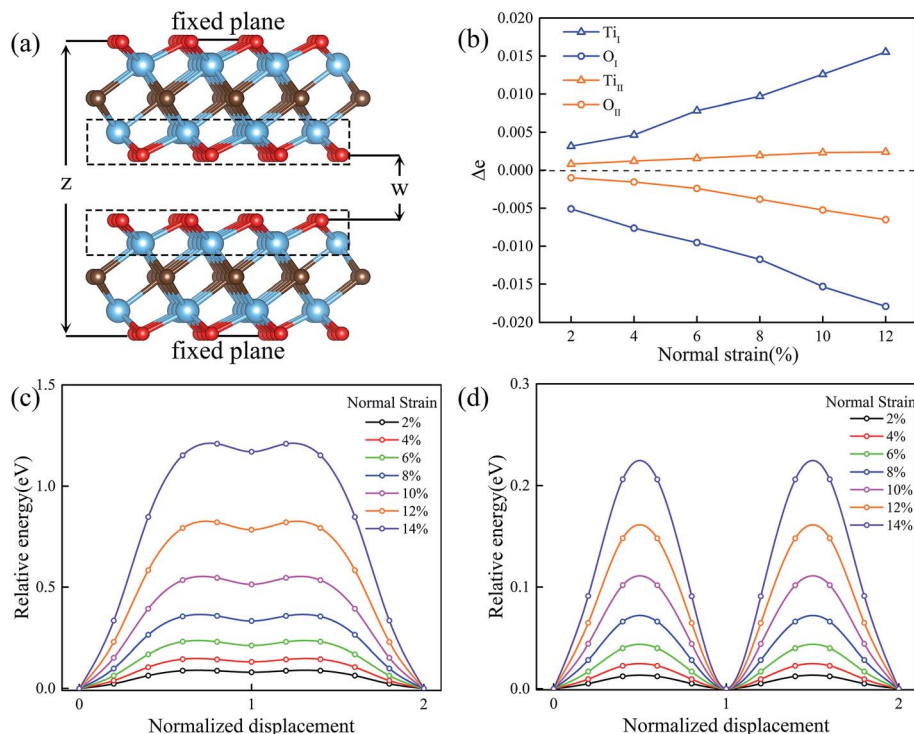 (a)
fixed plane
z
w
fixed plane
(b)
Δe
0.020
0.015
0.010
0.005
0.000
-0.005
-0.010
-0.015
-0.020
Ti_I
O_I
Ti_II
O_II
2 4 6 8 10 12
Normal strain(%)
(c)
Relative energy(eV)
1.5
1.0
0.5
0.0
Normal Strain
2%
4%
6%
8%
10%
12%
14%
0 1 2
Normalized displacement
(d)
Relative energy(eV)
0.3
0.2
0.1
0.0
Normal Strain
2%
4%
6%
8%
10%
12%
14%
0 1 2
Normalized displacement